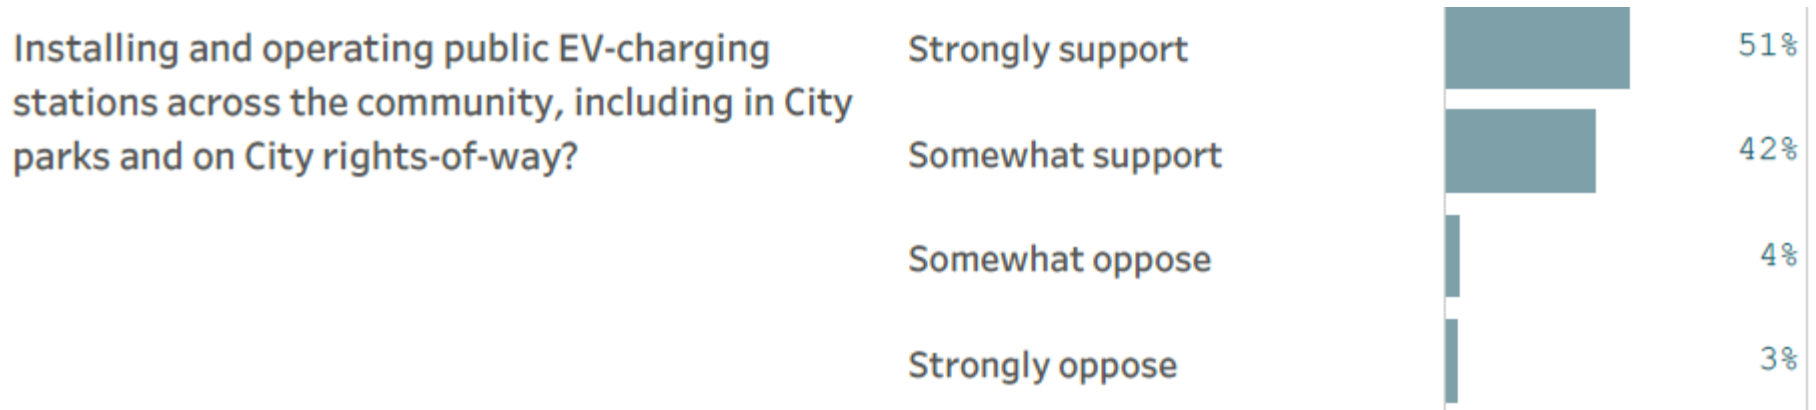 Installing and operating public EV-charging
stations across the community, including in City
parks and on City rights-of-way?
Strongly support 51%
Somewhat support 42%
Somewhat oppose 4%
Strongly oppose 3%